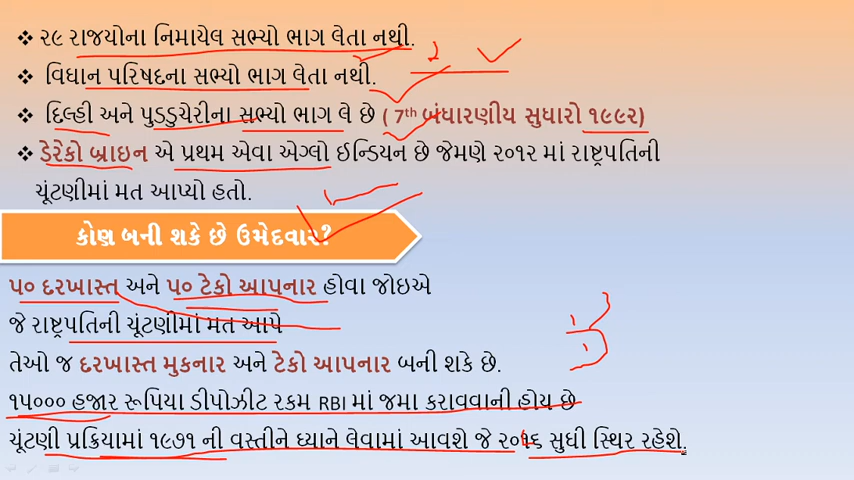 ❖ ૨૯ રાજયોના નિમાયેલ સભ્યો ભાગ લેતા નથી.
❖ વિધાન પરિષદના સભ્યો ભાગ લેતા નથી.
❖ દિલ્હી અને પુડડુચેરીના સભ્યો ભાગ લે છે ( 7th બંધારણીય સુધારો ૧૯૯૨)
❖ ડેરેકો બ્રાઇન એ પ્રથમ એવા એગ્લો ઈન્ડિયન છે જેમણે ૨૦૧૨ માં રાષ્ટ્રપતિની
ચૂંટણીમાં મત આપ્યો હતો.
કોણ બની શકે છે ઉમેદવાર?
૫૦ દરખાસ્ત અને ૫૦ ટેકો આપનાર હોવા જોઇએ
જે રાષ્ટ્રપતિની ચૂંટણીમાં મત આપે
તેઓ જ દરખાસ્ત મુકનાર અને ટેકો આપનાર બની શકે છે.
૧૫૦૦૦ હજાર રૂપિયા ડીપોઝીટ રકમ RBI માં જમા કરાવવાની હોય છે
ચૂંટણી પ્રક્રિયામાં ૧૯૭૧ ની વસ્તીને ધ્યાને લેવામાં આવશે જે સુધી સ્થિર રહેશે.